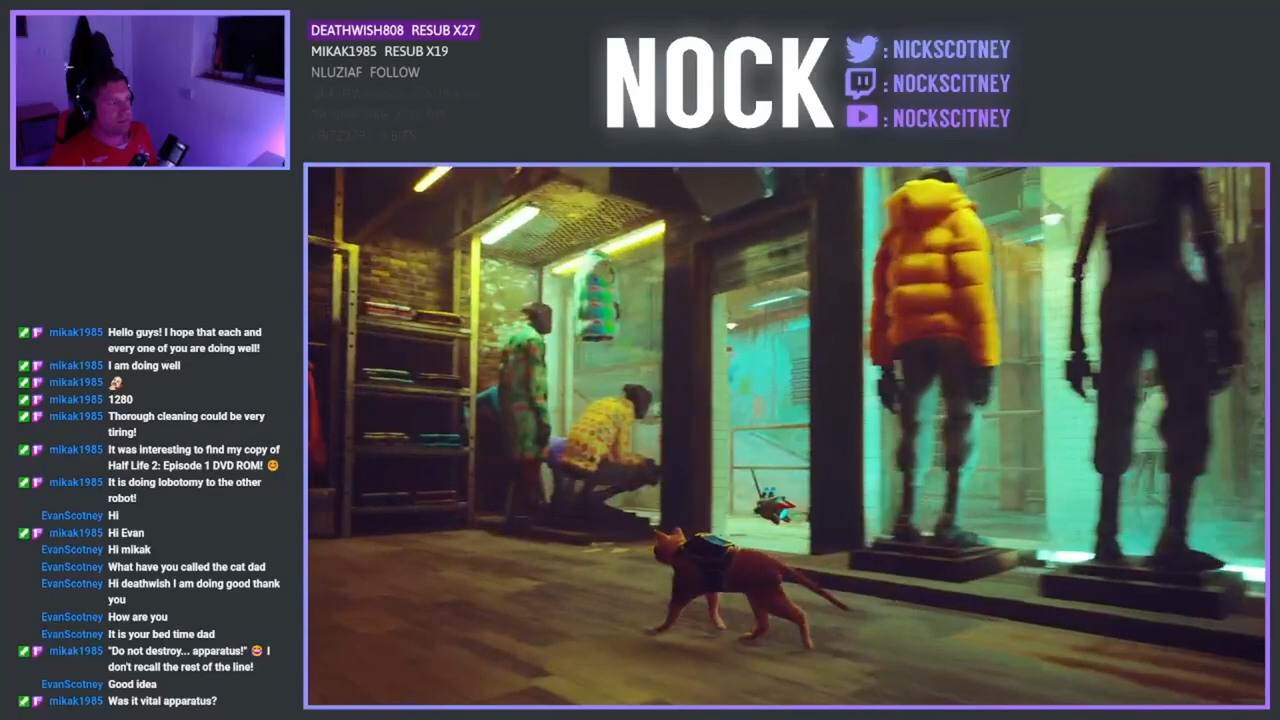 DEATHWISH808 RESUB X27
MIKAK1985 RESUB X19
NLUZIAF FOLLOW
NOCK
: NICKSCOTNEY
: NOCKSCITNEY
: NOCKSCITNEY
mikak1985 Hello guys! I hope that each and
every one of you are doing well!
mikak1985 I am doing well
mikak1985
mikak1985 1280
mikak1985 Thorough cleaning could be very
tiring!
mikak1985 It was interesting to find my copy of
Half Life 2: Episode 1 DVD ROM! 😊
mikak1985 It is doing lobotomy to the other
robot!
EvanScotney Hi
mikak1985 Hi Evan
EvanScotney Hi mikak
EvanScotney What have you called the cat dad
EvanScotney Hi deathwish I am doing good thank
you
EvanScotney How are you
EvanScotney It is your bed time dad
mikak1985 "Do not destroy... apparatus!" 😄 I
don't recall the rest of the line!
EvanScotney Good idea
mikak1985 Was it vital apparatus?